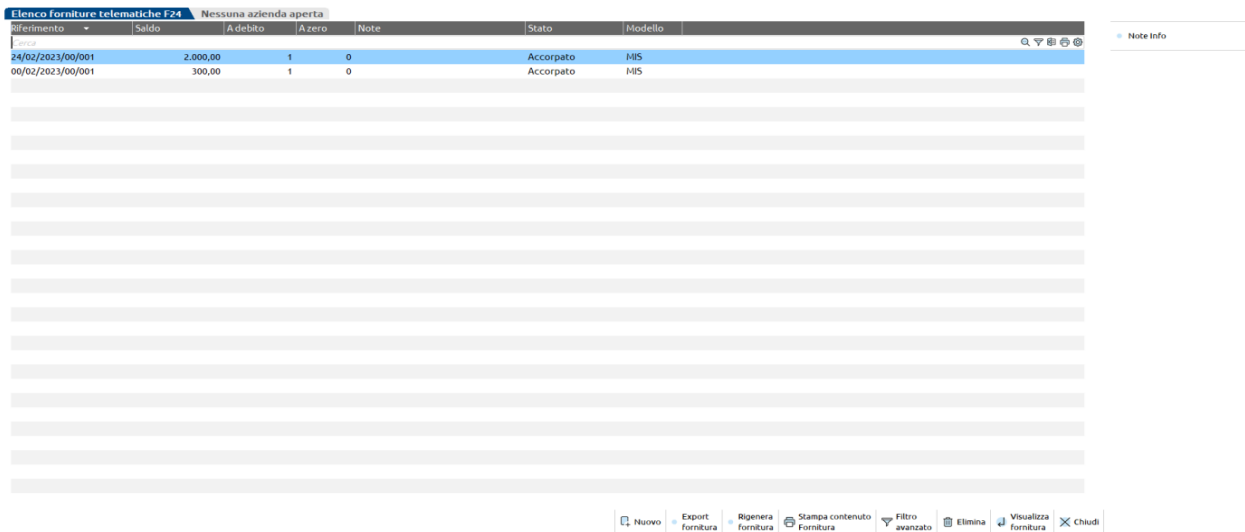 Elenco forniture telematiche F24 Nessuna azienda aperta
Riferimento Saldo A debito A zero Note Stato Modello
Cerca
Note Info
24/02/2023/00/001 2.000,00 1 0 Accorpato MIS
00/02/2023/00/001 300,00 1 0 Accorpato MIS
Nuovo Export fornitura Rigenera fornitura Stampa contenuto Fornitura Filtro avanzato Elimina Visualizza fornitura Chiudi